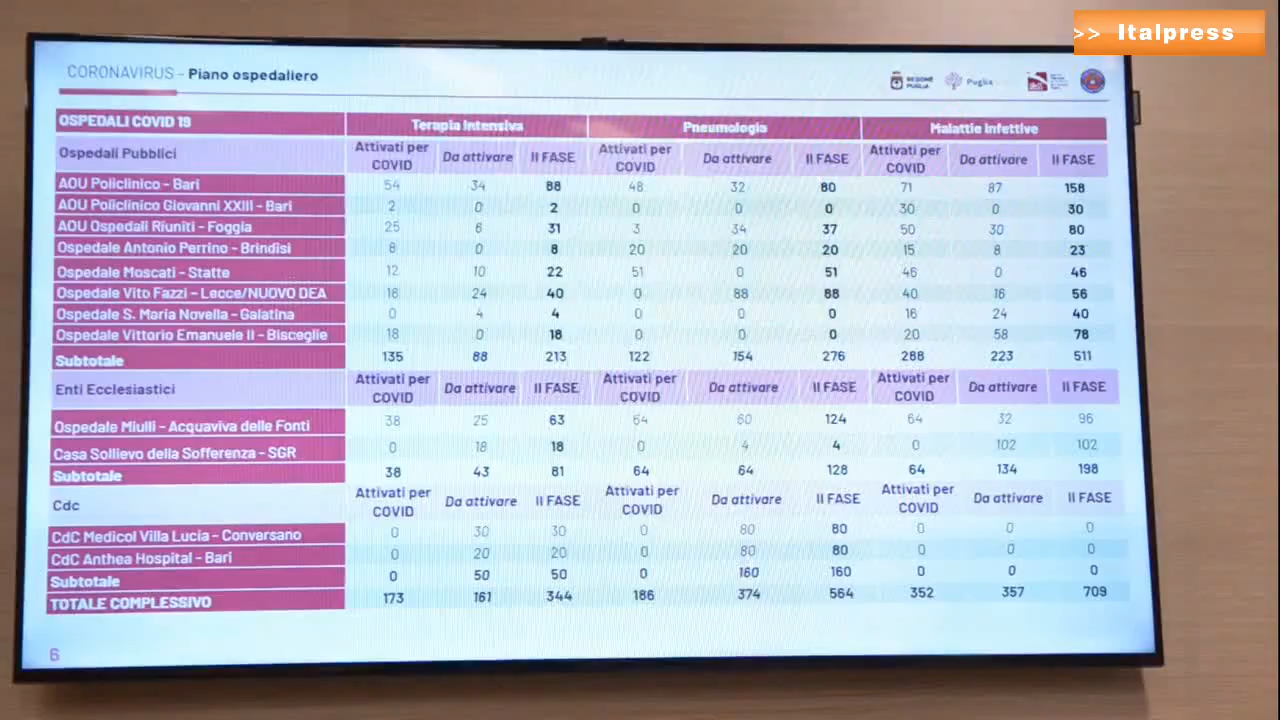 >> Italpress
CORONAVIRUS - Piano ospedaliero
REGIONE PUGLIA Puglia
OSPEDALI COVID 19 Terapia Intensiva Pneumologia Malattie Infettive
Ospedali Pubblici Attivati per COVID Da attivare II FASE Attivati per COVID Da attivare II FASE Attivati per COVID Da attivare II FASE
AOU Policlinico - Bari 54 34 88 48 32 80 71 87 158
AOU Policlinico Giovanni XXIII - Bari 2 0 2 0 0 0 30 0 30
AOU Ospedali Riuniti - Foggia 25 6 31 3 34 37 50 30 80
Ospedale Antonio Perrino - Brindisi 8 0 8 20 20 20 15 8 23
Ospedale Moscati - Statte 12 10 22 51 0 51 46 0 46
Ospedale Vito Fazzi - Lecce/NUOVO DEA 16 24 40 0 88 88 40 16 56
Ospedale S. Maria Novella - Galatina 0 4 4 0 0 0 16 24 40
Ospedale Vittorio Emanuele II - Bisceglie 18 0 18 0 0 0 20 58 78
Subtotale 135 88 213 122 154 276 288 223 511
Enti Ecclesiastici Attivati per COVID Da attivare II FASE Attivati per COVID Da attivare II FASE Attivati per COVID Da attivare II FASE
Ospedale Miulli - Acquaviva delle Fonti 38 25 63 64 60 124 64 32 96
Casa Sollievo della Sofferenza - SGR 0 18 18 0 4 4 0 102 102
Subtotale 38 43 81 64 64 128 64 134 198
Cdc Attivati per COVID Da attivare II FASE Attivati per COVID Da attivare II FASE Attivati per COVID Da attivare II FASE
CdC Medicol Villa Lucia - Conversano 0 30 30 0 80 80 0 0 0
CdC Anthea Hospital - Bari 0 20 20 0 80 80 0 0 0
Subtotale 0 50 50 0 160 160 0 0 0
TOTALE COMPLESSIVO 173 161 344 186 374 564 352 357 709
6